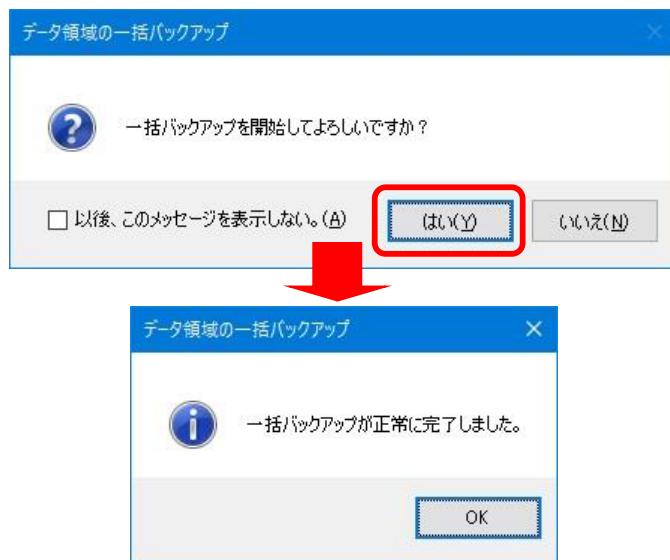 データ領域の一括バックアップ
一括バックアップを開始してよろしいですか？
以後、このメッセージを表示しない。(A)
はい(Y)
いいえ(N)
データ領域の一括バックアップ
一括バックアップが正常に完了しました。
OK